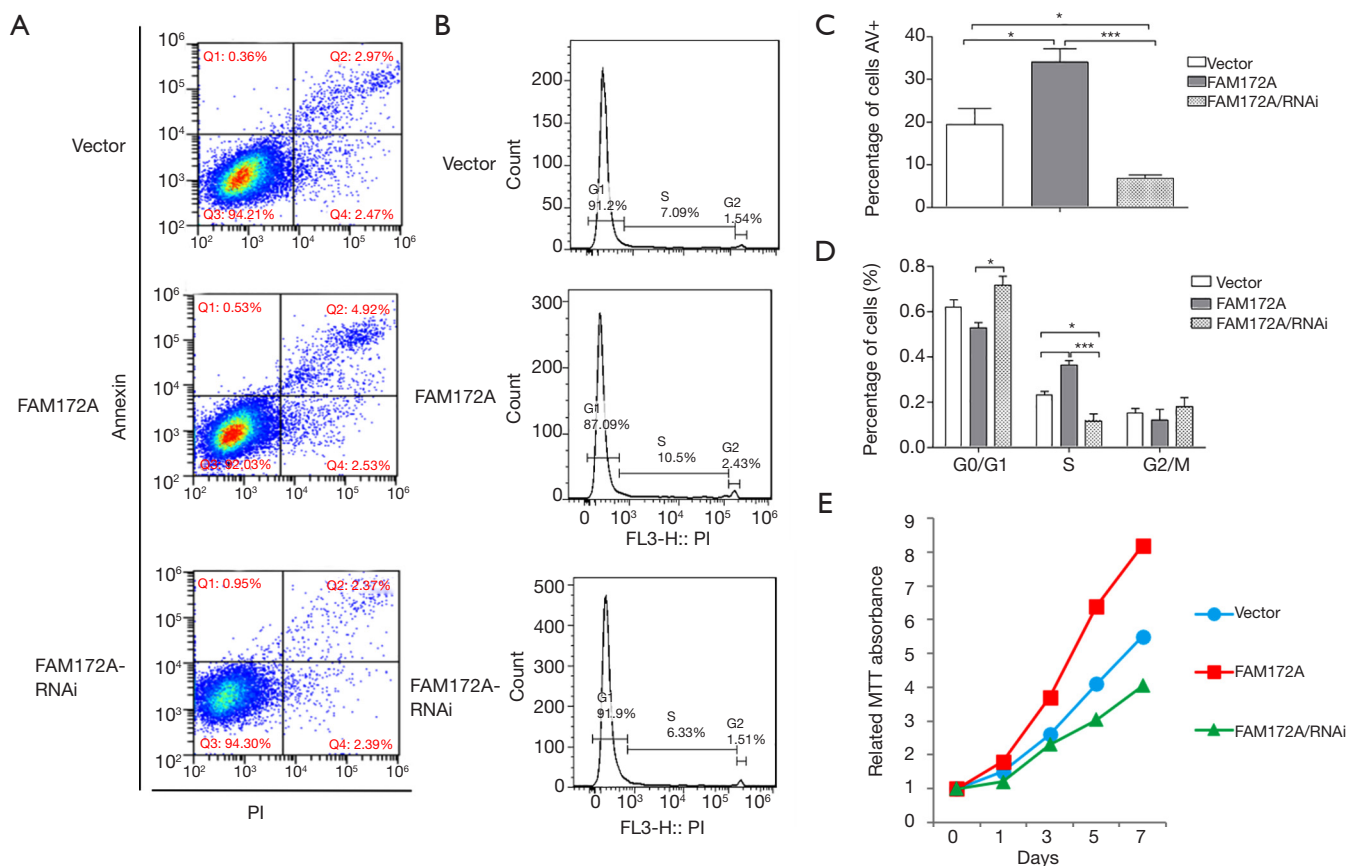 A
Vector
FAM172A
FAM172A-
RNAi
Annexin
10⁶
10⁵
10⁴
10³
10²
Q1: 0.36%
Q2: 2.97%
Q3: 94.21%
Q4: 2.47%
10² 10³ 10⁴ 10⁵ 10⁶
10⁶
10⁵
10⁴
10³
10²
Q1: 0.53%
Q2: 4.92%
Q3: 92.03%
Q4: 2.53%
10² 10³ 10⁴ 10⁵ 10⁶
10⁶
10⁵
10⁴
10³
10²
Q1: 0.95%
Q2: 2.37%
Q3: 94.30%
Q4: 2.39%
10² 10³ 10⁴ 10⁵ 10⁶
PI
B
Vector
Count
200
150
100
50
0
G1
91.2%
S
7.09%
G2
1.54%
FAM172A
Count
300
200
100
0
G1
87.09%
S
10.5%
G2
2.43%
0 10³ 10⁴ 10⁵ 10⁶
FL3-H:: PI
FAM172A-
RNAi
Count
500
400
300
200
100
0
G1
91.9%
S
6.33%
G2
1.51%
0 10³ 10⁴ 10⁵ 10⁶
FL3-H:: PI
C
Percentage of cells AV+
40
30
20
10
0
*
*
***
Vector
FAM172A
FAM172A/RNAi
D
Percentage of cells (%)
0.8
0.6
0.4
0.2
0.0
*
*
***
G0/G1 S G2/M
Vector
FAM172A
FAM172A/RNAi
E
Related MTT absorbance
9
8
7
6
5
4
3
2
1
0
0 1 3 5 7
Days
Vector
FAM172A
FAM172A/RNAi